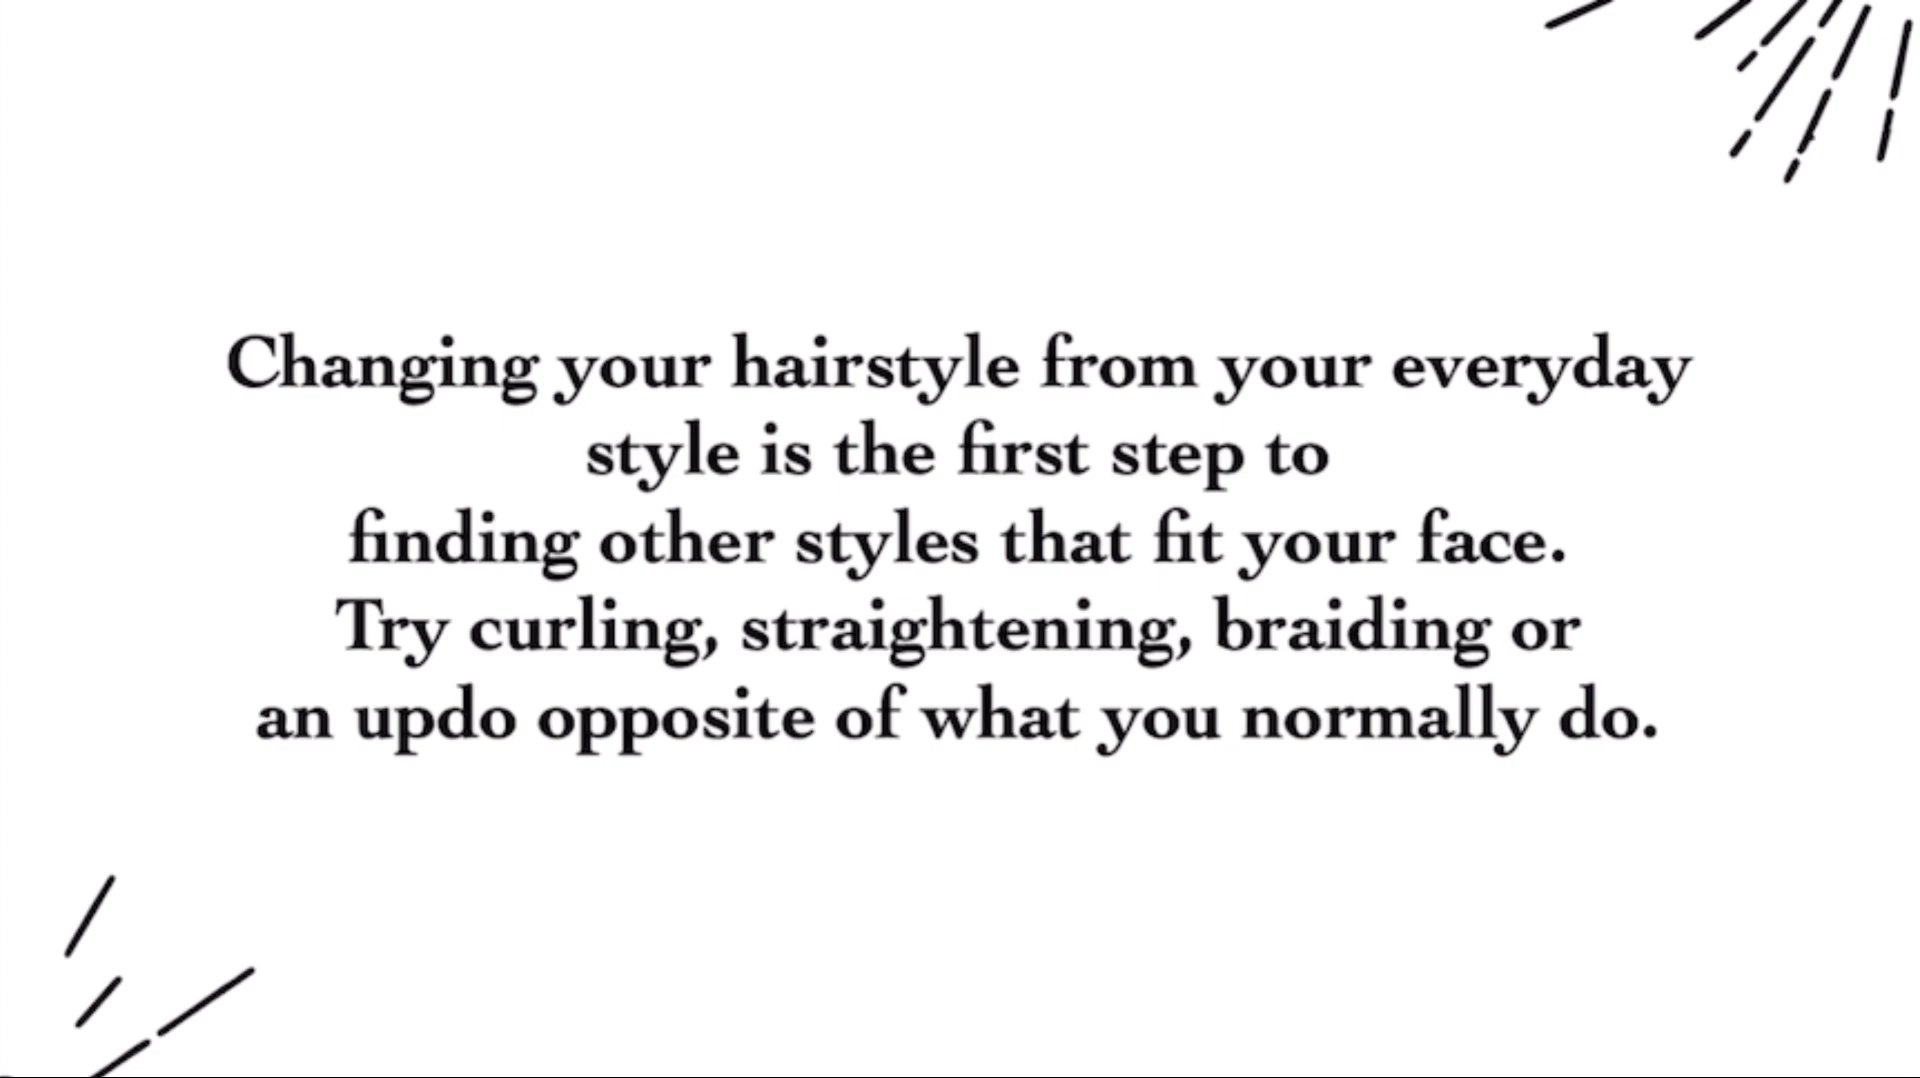 Changing your hairstyle from your everyday
style is the first step to
finding other styles that fit your face.
Try curling, straightening, braiding or
an updo opposite of what you normally do.